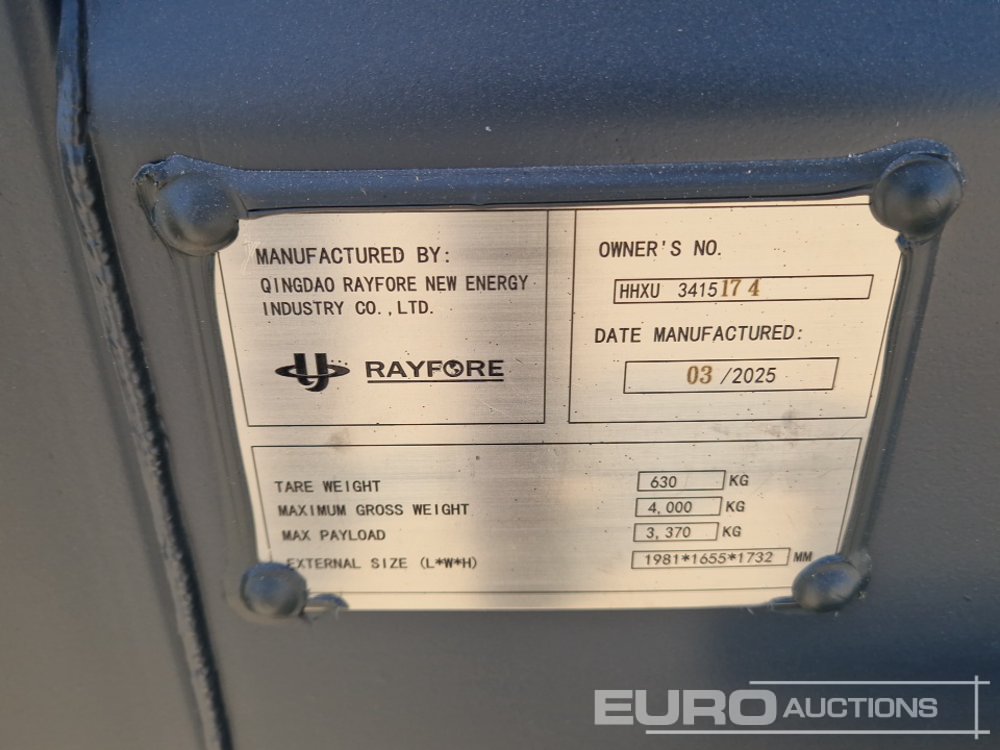 MANUFACTURED BY:
QINGDAO RAYFORE NEW ENERGY
INDUSTRY CO.,LTD.
RAYFORE
OWNER'S NO.
HHXU 3415174
DATE MANUFACTURED:
03/2025
TARE WEIGHT 630 KG
MAXIMUM GROSS WEIGHT 4,000 KG
MAX PAYLOAD 3,370 KG
EXTERNAL SIZE (L*W*H) 1981*1655*1732 MM
EURO AUCTIONS